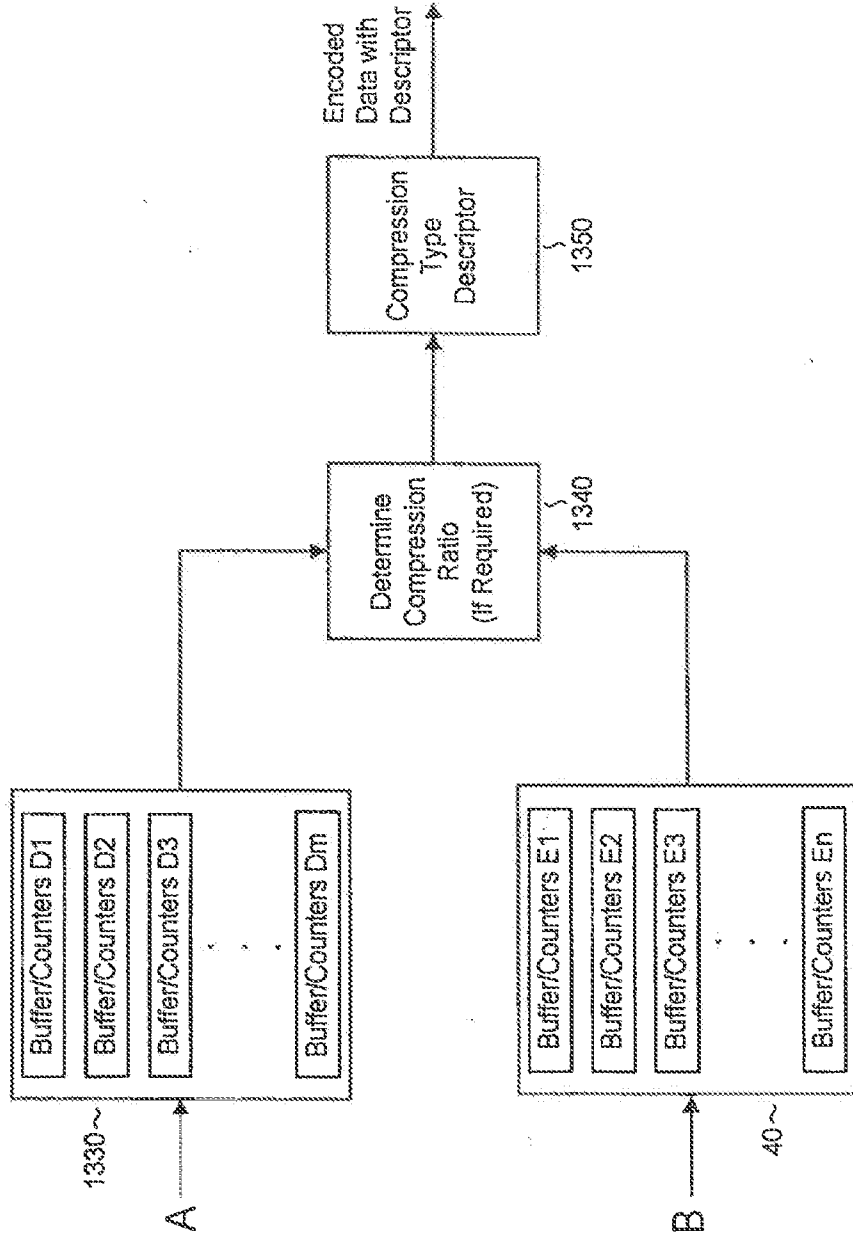 A
1330
Buffer/Counters D1
Buffer/Counters D2
Buffer/Counters D3
Buffer/Counters Dm
B
40
Buffer/Counters E1
Buffer/Counters E2
Buffer/Counters E3
Buffer/Counters En
Determine
Compression
Ratio
(If Required)
1340
Compression
Type
Descriptor
1350
Encoded
Data with
Descriptor